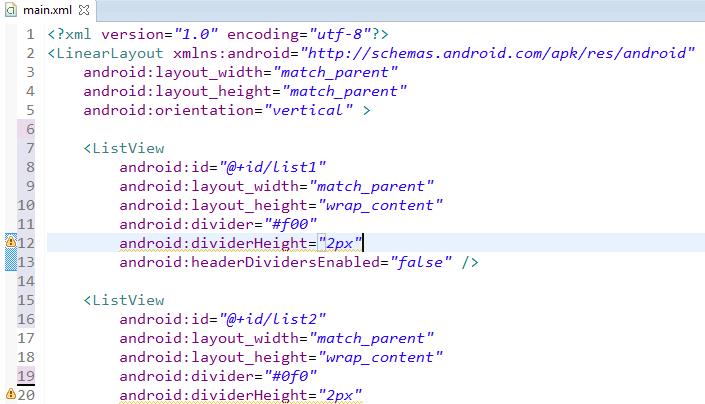 main.xml
1 <?xml version="1.0" encoding="utf-8"?>
2 <LinearLayout xmlns:android="http://schemas.android.com/apk/res/android"
3     android:layout_width="match_parent"
4     android:layout_height="match_parent"
5     android:orientation="vertical" >
6
7     <ListView
8         android:id="@+id/list1"
9         android:layout_width="match_parent"
10         android:layout_height="wrap_content"
11         android:divider="#f00"
12         android:dividerHeight="2px"
13         android:headerDividersEnabled="false" />
14
15     <ListView
16         android:id="@+id/list2"
17         android:layout_width="match_parent"
18         android:layout_height="wrap_content"
19         android:divider="#0f0"
20         android:dividerHeight="2px"